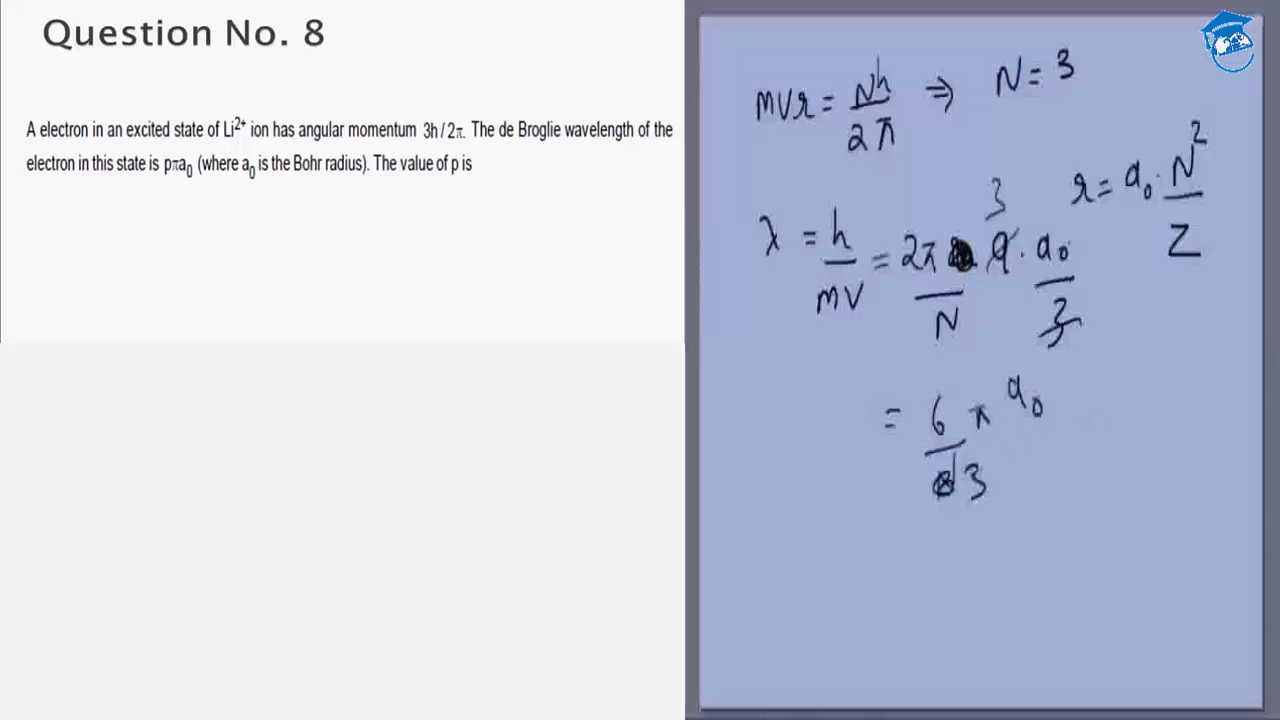 Question No. 8
A electron in an excited state of Li²⁺ ion has angular momentum 3h / 2π. The de Broglie wavelength of the
electron in this state is pπa₀ (where a₀ is the Bohr radius). The value of p is
mvr = Nh/2π ⇒ N = 3
r = a₀ · N²/Z
λ = h/mv = 2π/N 9 · a₀/3
3
= 6/3 π a₀